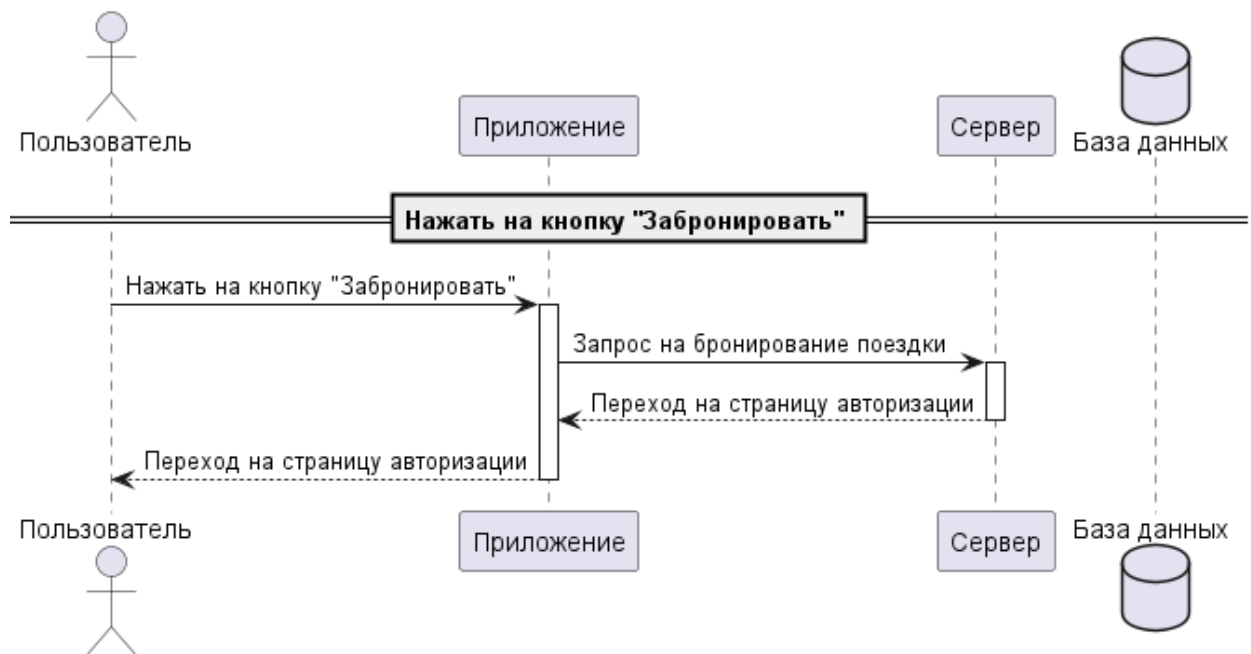 Пользователь
Приложение
Сервер
База данных
Нажать на кнопку "Забронировать"
Нажать на кнопку "Забронировать"
Запрос на бронирование поездки
Переход на страницу авторизации
Переход на страницу авторизации
Пользователь
Приложение
Сервер
База данных